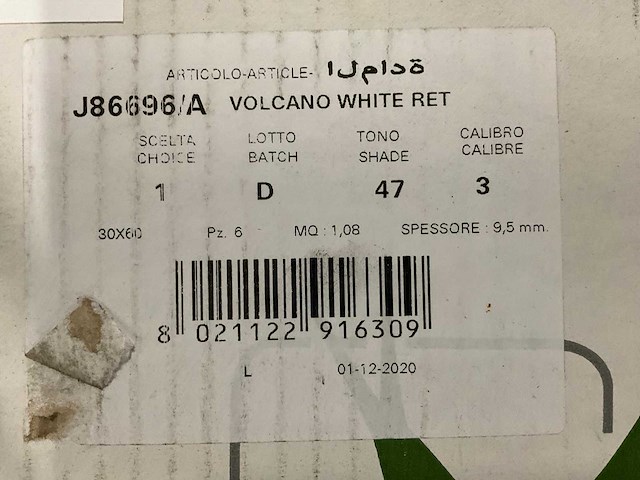 ARTICOLO-ARTICLE- المادة
J86696/A VOLCANO WHITE RET
SCELTA LOTTO TONO CALIBRO
CHOICE BATCH SHADE CALIBRE
1 D 47 3
30X60 Pz. 6 MQ : 1,08 SPESSORE : 9,5 mm.
8 021122 916309
L 01-12-2020